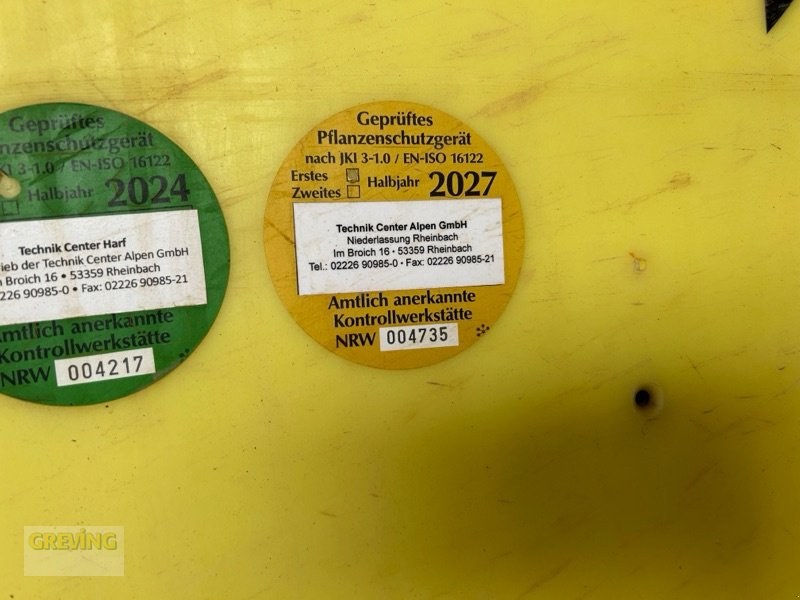 Geprüftes
nzenschutzgerät
KI 3-1.0 / EN-ISO 16122
Halbjahr 2024
Technik Center Harf
ieb der Technik Center Alpen GmbH
Broich 16 • 53359 Rheinbach
2226 90985-0 • Fax: 02226 90985-21
Amtlich anerkannte
Kontrollwerkstätte
NRW 004217
Geprüftes
Pflanzenschutzgerät
nach JKI 3-1.0 / EN-ISO 16122
Erstes
Zweites
Halbjahr 2027
Technik Center Alpen GmbH
Niederlassung Rheinbach
Im Broich 16 • 53359 Rheinbach
Tel.: 02226 90985-0 • Fax: 02226 90985-21
Amtlich anerkannte
Kontrollwerkstätte
NRW 004735
GREVING